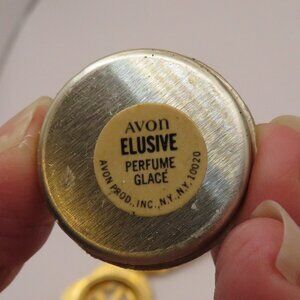 AVON
ELUSIVE
PERFUME
GLACÉ
AVON PROD., INC., N.Y., N.Y. 10020